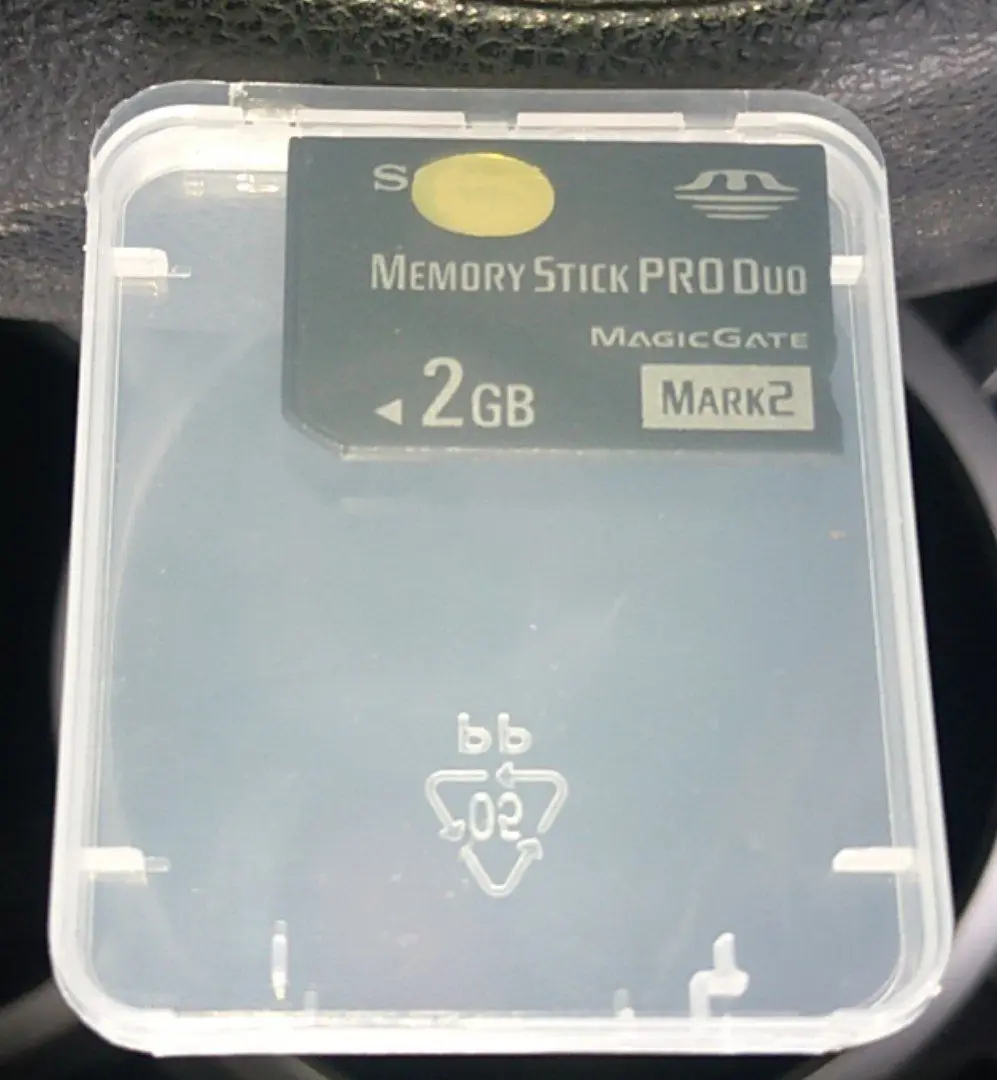 S
MEMORY STICK PRO DUO
MAGICGATE
◄ 2GB
MARK2
PP
05